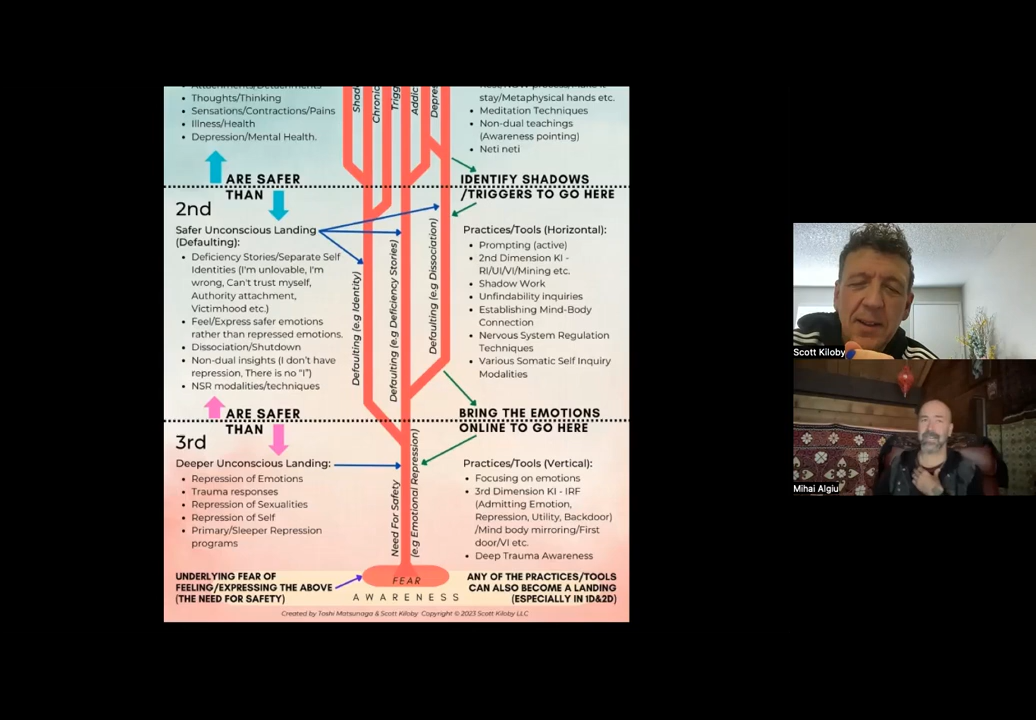 Attachments/Detachments
Thoughts/Thinking
Sensations/Contractions/Pains
Illness/Health
Depression/Mental Health.
Chronic
Addic
Depres
stay/Metaphysical hands etc.
Meditation Techniques
Non-dual teachings
(Awareness pointing)
Neti neti
ARE SAFER
THAN
IDENTIFY SHADOWS
/TRIGGERS TO GO HERE
2nd
Safer Unconscious Landing
(Defaulting):
Deficiency Stories/Separate Self
Identities (I'm unlovable, I'm
wrong, Can't trust myself,
Authority attachment,
Victimhood etc.)
Feel/Express safer emotions
rather than repressed emotions.
Dissociation/Shutdown
Non-dual insights (I don't have
repression, There is no "I")
NSR modalities/techniques
Defaulting (e.g Identity)
Defaulting (e.g Deficiency Stories)
Defaulting (e.g Dissociation)
Practices/Tools (Horizontal):
Prompting (active)
2nd Dimension KI -
RI/UI/VI/Mining etc.
Shadow Work
Unfindability inquiries
Establishing Mind-Body
Connection
Nervous System Regulation
Techniques
Various Somatic Self Inquiry
Modalities
ARE SAFER
THAN
BRING THE EMOTIONS
ONLINE TO GO HERE
3rd
Deeper Unconscious Landing:
Repression of Emotions
Trauma responses
Repression of Sexualities
Repression of Self
Primary/Sleeper Repression
programs
Need For Safety
(e.g Emotional Repression)
Practices/Tools (Vertical):
Focusing on emotions
3rd Dimension KI - IRF
(Admitting Emotion,
Repression, Utility, Backdoor)
/Mind body mirroring/First
door/VI etc.
Deep Trauma Awareness
UNDERLYING FEAR OF
FEELING/EXPRESSING THE ABOVE
(THE NEED FOR SAFETY)
FEAR
AWARENESS
ANY OF THE PRACTICES/TOOLS
CAN ALSO BECOME A LANDING
(ESPECIALLY IN 1D&2D)
Created by Toshi Matsunaga & Scott Kiloby Copyright © 2023 Scott Kiloby LLC
Scott Kiloby
Mihai Algiu